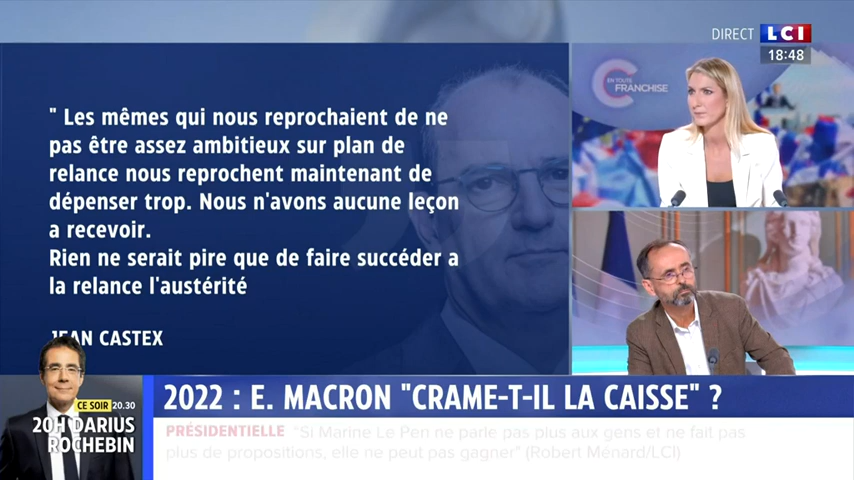 DIRECT LCI
18:48
EN TOUTE
FRANCHISE
" Les mêmes qui nous reprochaient de ne
pas être assez ambitieux sur plan de
relance nous reprochent maintenant de
dépenser trop. Nous n'avons aucune leçon
a recevoir.
Rien ne serait pire que de faire succéder a
la relance l'austérité
JEAN CASTEX
CE SOIR 20.30
20H DARIUS
ROCHEBIN
2022 : E. MACRON "CRAME-T-IL LA CAISSE" ?
PRÉSIDENTIELLE "Si Marine Le Pen ne parle pas plus aux gens et ne fait pas
plus de propositions, elle ne peut pas gagner" (Robert Ménard/LCI)